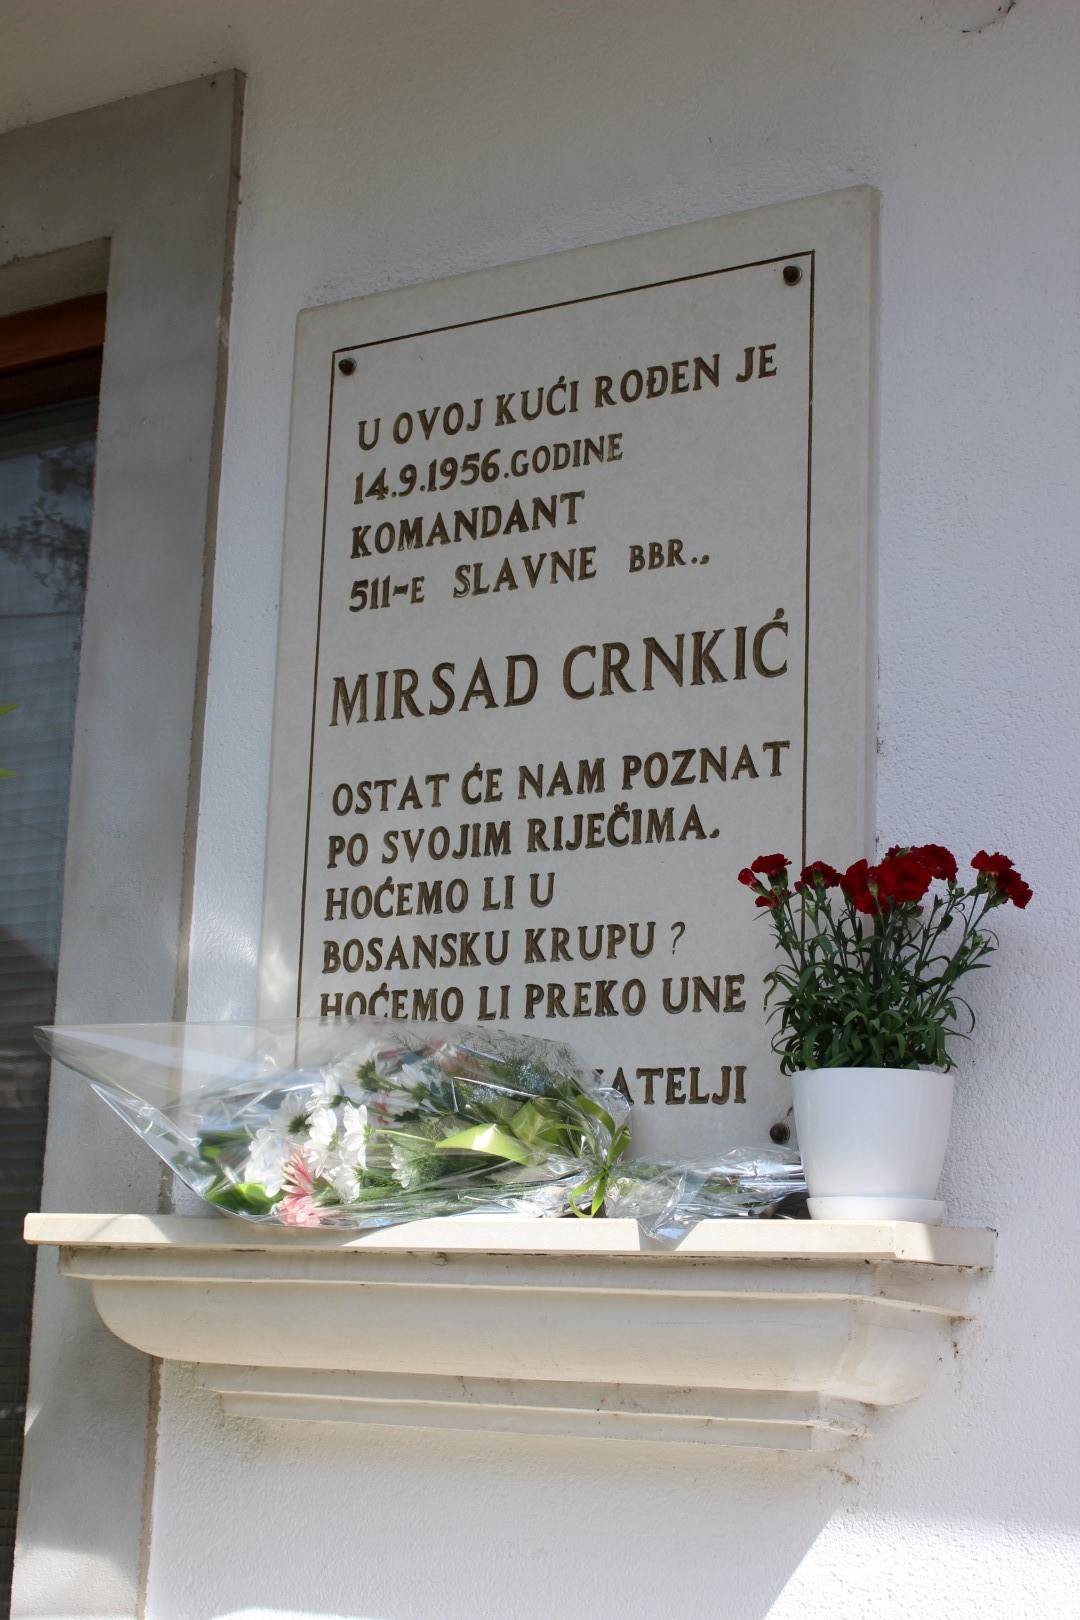 U OVOJ KUĆI ROĐEN JE
14.9.1956.GODINE
KOMANDANT
511-E SLAVNE BBR.,
MIRSAD CRNKIĆ
OSTAT ĆE NAM POZNAT
PO SVOJIM RIJEČIMA.
HOĆEMO LI U
BOSANSKU KRUPU ?
HOĆEMO LI PREKO UNE ?